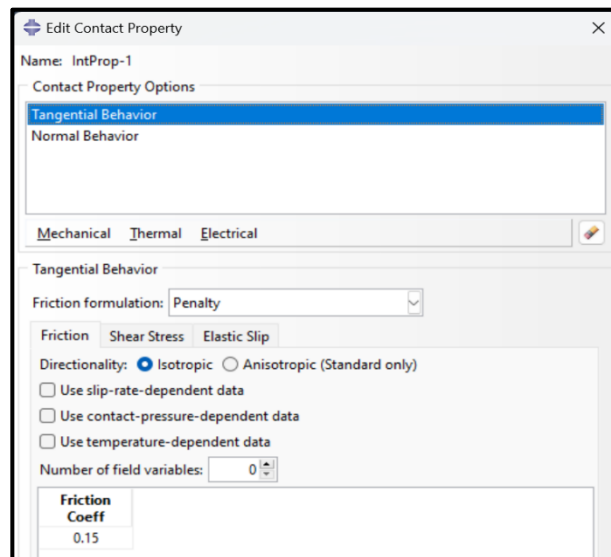 Edit Contact Property
Name: IntProp-1
Contact Property Options
Tangential Behavior
Normal Behavior
Mechanical Thermal Electrical
Tangential Behavior
Friction formulation: Penalty
Friction Shear Stress Elastic Slip
Directionality: Isotropic Anisotropic (Standard only)
Use slip-rate-dependent data
Use contact-pressure-dependent data
Use temperature-dependent data
Number of field variables: 0
Friction
Coeff
0.15